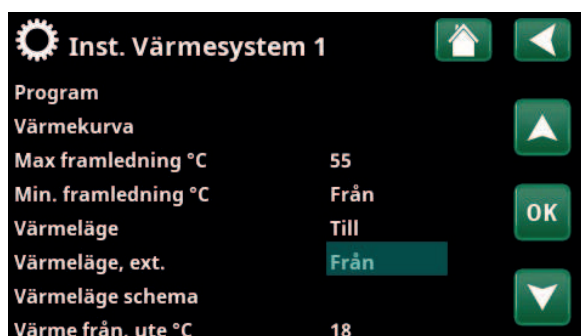 Inst. Värmesystem 1
Program
Värmekurva
Max framledning °C 55
Min. framledning °C Från
Värmeläge Till
OK
Värmeläge, ext. Från
Värmeläge schema
Värme från, ute °C 18